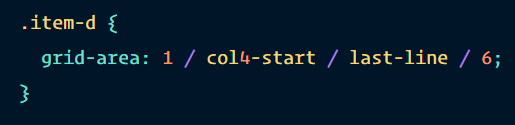 .item-d {
  grid-area: 1 / col4-start / last-line / 6;
}